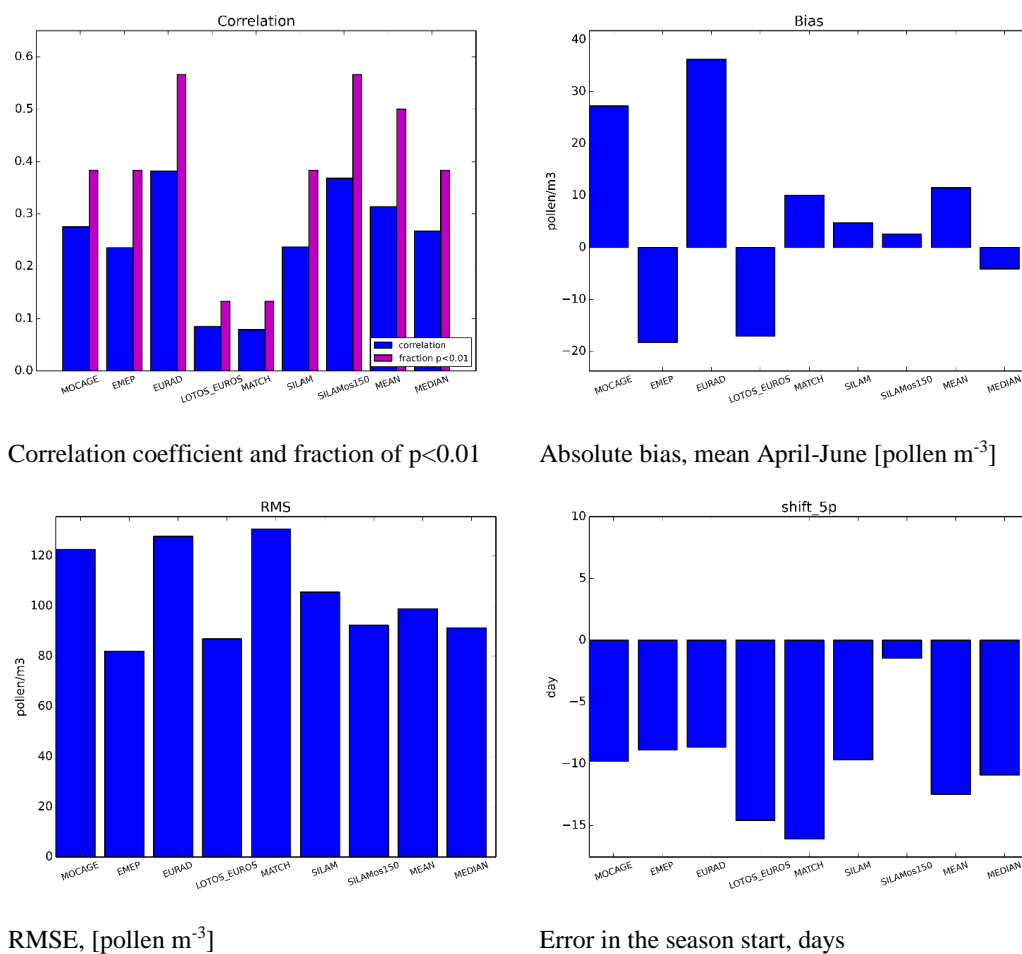 Correlation
0.6
0.5
0.4
0.3
0.2
0.1
0.0
correlation
fraction p<0.01
MOCAGE EMEP EURAD LOTOS_EUROS MATCH SILAM SILAMos150 MEAN MEDIAN
Correlation coefficient and fraction of p<0.01
Bias
pollen/m3
40
30
20
10
0
−10
−20
MOCAGE EMEP EURAD LOTOS_EUROS MATCH SILAM SILAMos150 MEAN MEDIAN
Absolute bias, mean April-June [pollen m-3]
RMS
pollen/m3
120
100
80
60
40
20
0
MOCAGE EMEP EURAD LOTOS_EUROS MATCH SILAM SILAMos150 MEAN MEDIAN
RMSE, [pollen m-3]
shift_5p
day
10
5
0
−5
−10
−15
MOCAGE EMEP EURAD LOTOS_EUROS MATCH SILAM SILAMos150 MEAN MEDIAN
Error in the season start, days